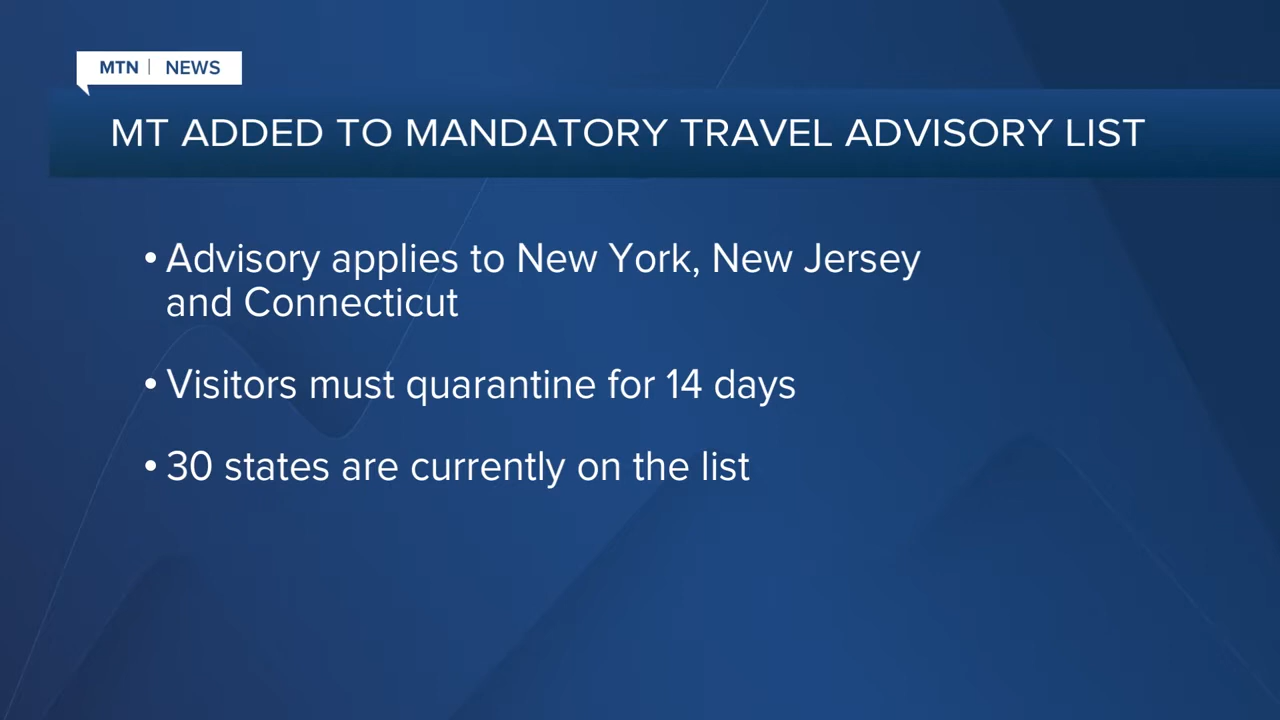 MTN | NEWS
MT ADDED TO MANDATORY TRAVEL ADVISORY LIST
• Advisory applies to New York, New Jersey
and Connecticut
• Visitors must quarantine for 14 days
• 30 states are currently on the list